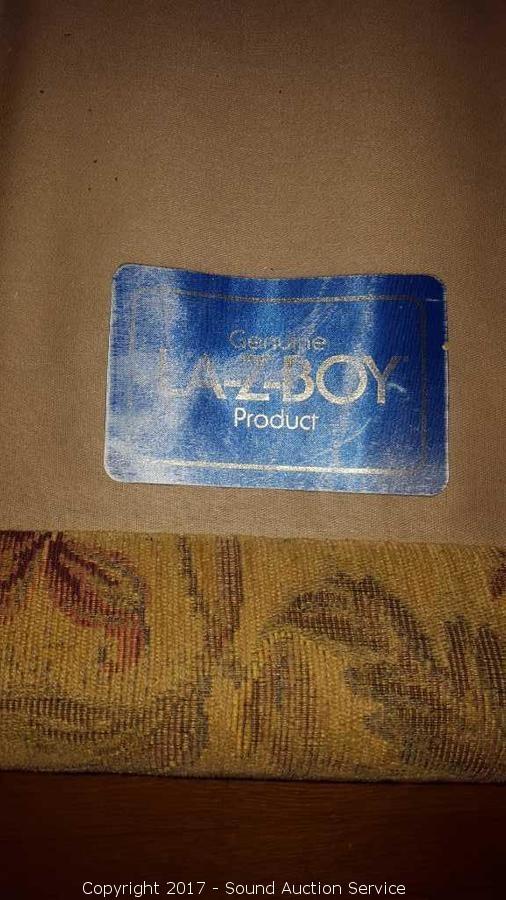 Genuine
LA-Z-BOY
Product
Copyright 2017 - Sound Auction Service